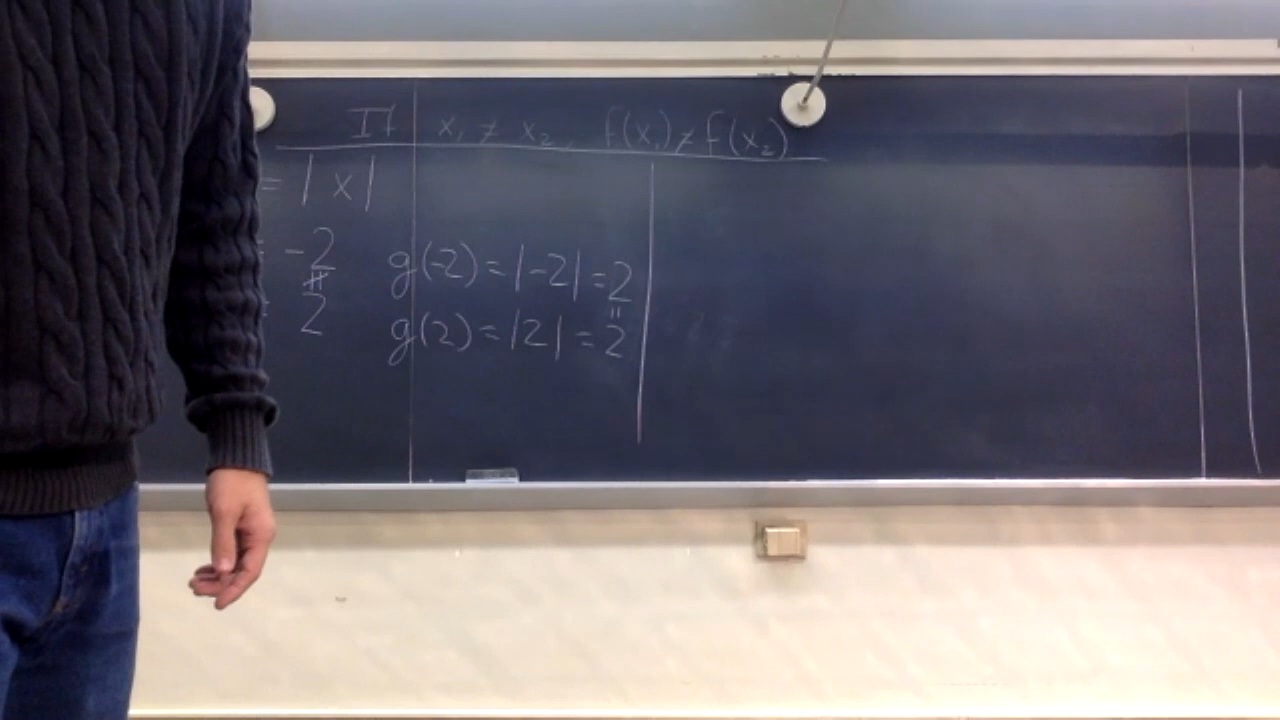 If x₁ ≠ x₂, f(x₁) ≠ f(x₂)
= |x|
= -2 g(-2) = |-2| = 2
≠ =
= 2 g(2) = |2| = 2